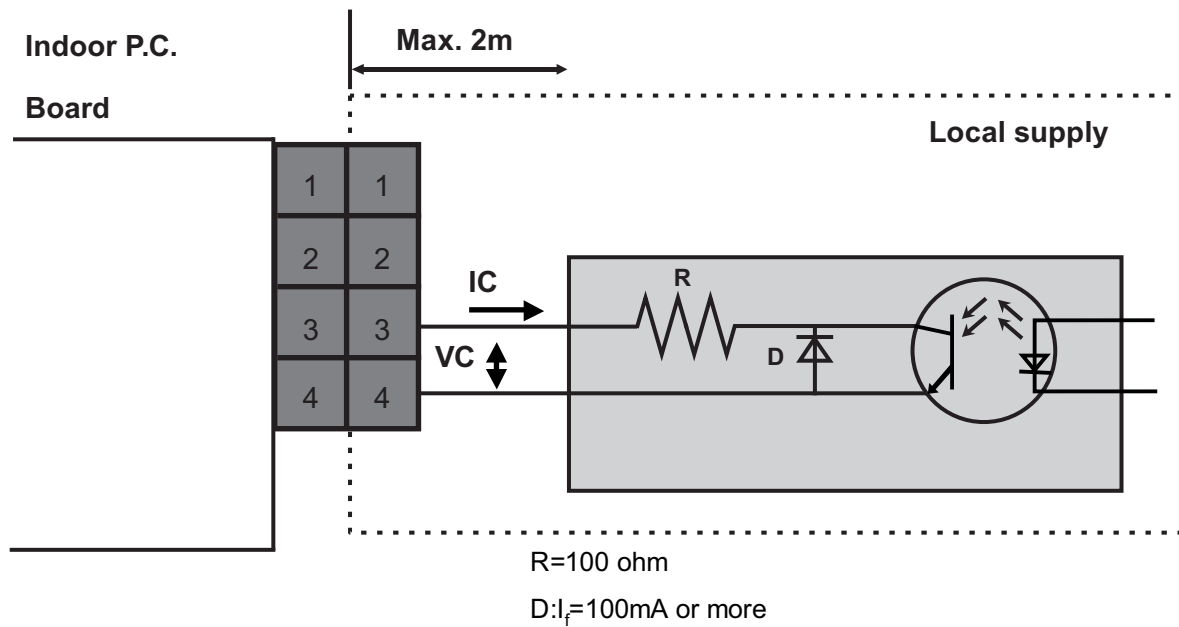 Indoor P.C.
Board
Max. 2m
Local supply
1 1
2 2
3 3
4 4
IC
VC
R
D
R=100 ohm
D:If=100mA or more